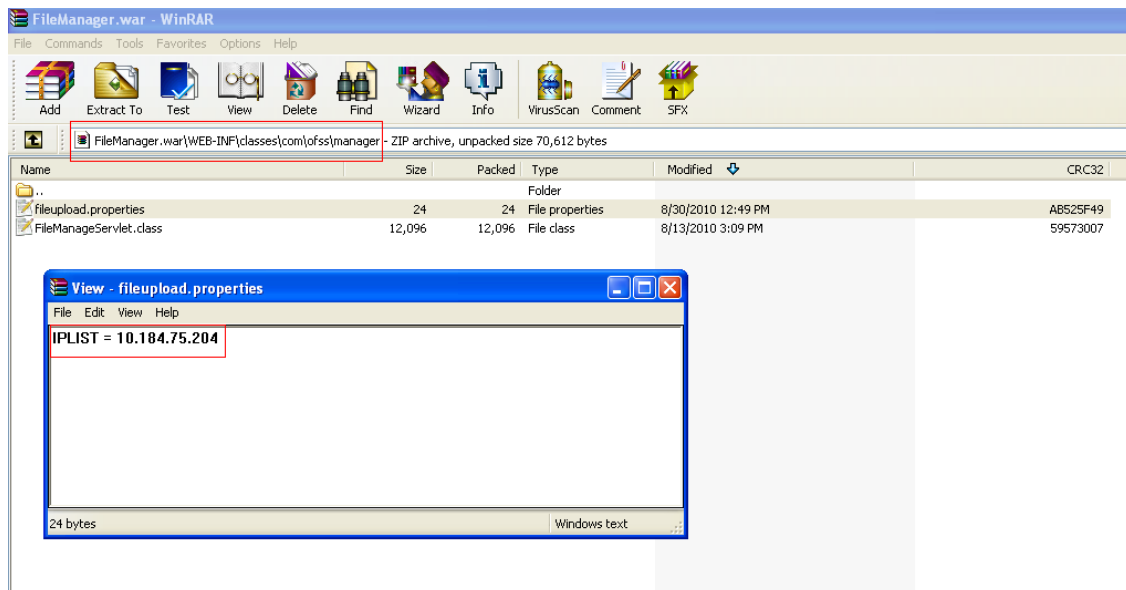 FileManager.war - WinRAR
File Commands Tools Favorites Options Help
Add Extract To Test View Delete Find Wizard Info VirusScan Comment SFX
FileManager.war\WEB-INF\classes\com\ofss\manager - ZIP archive, unpacked size 70,612 bytes
Name Size Packed Type Modified CRC32
.. Folder
fileupload.properties 24 24 File properties 8/30/2010 12:49 PM AB525F49
FileManageServlet.class 12,096 12,096 File class 8/13/2010 3:09 PM 59573007
View - fileupload.properties
File Edit View Help
IPLIST = 10.184.75.204
24 bytes Windows text